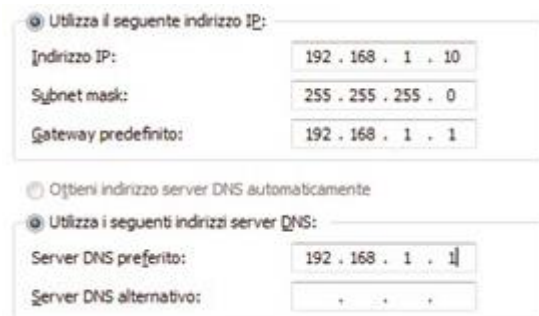 Utilizza il seguente indirizzo IP:
Indirizzo IP: 192 . 168 . 1 . 10
Subnet mask: 255 . 255 . 255 . 0
Gateway predefinito: 192 . 168 . 1 . 1
Ottieni indirizzo server DNS automaticamente
Utilizza i seguenti indirizzi server DNS:
Server DNS preferito: 192 . 168 . 1 . 1
Server DNS alternativo: . . .